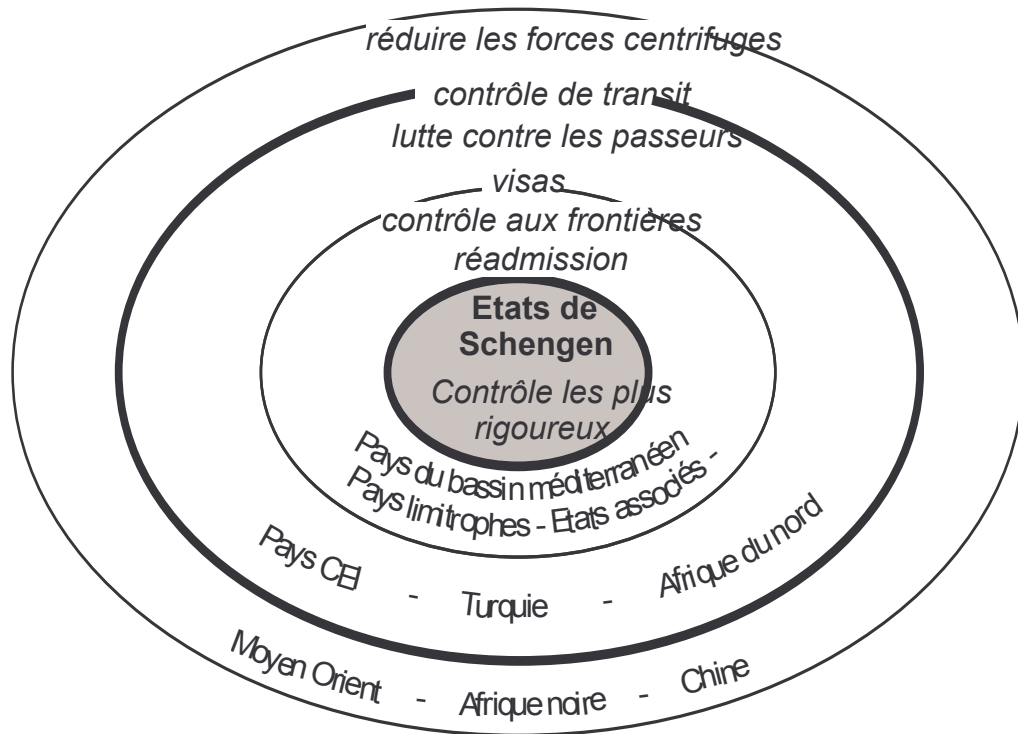 réduire les forces centrifuges
contrôle de transit
lutte contre les passeurs
visas
contrôle aux frontières
réadmission
Etats de
Schengen
Contrôle les plus
rigoureux
Pays du bassin méditerranéen
Pays limitrophes - Etats associés -
Pays CEI - Turquie - Afrique du nord
Moyen Orient - Afrique noire - Chine